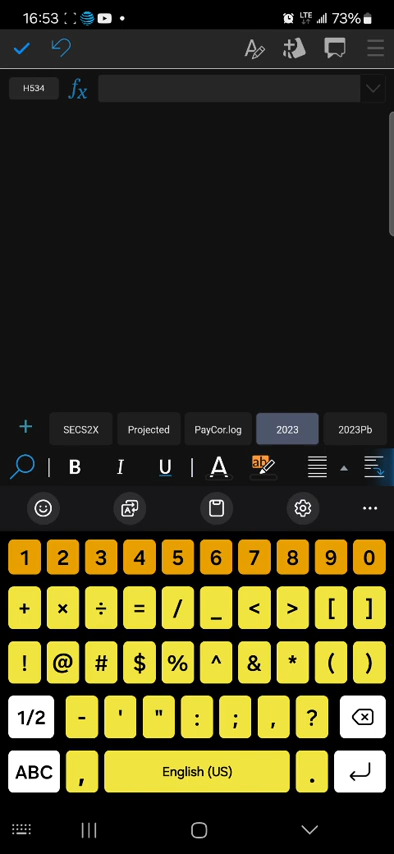 16:53 LTE 73%
H534 fx
+ SECS2X Projected PayCor.log 2023 2023Pb
B I U A ab
1 2 3 4 5 6 7 8 9 0
+ × ÷ = / _ < > [ ]
! @ # $ % ^ & * ( )
1/2 - ' " : ; , ?
ABC , English (US) .